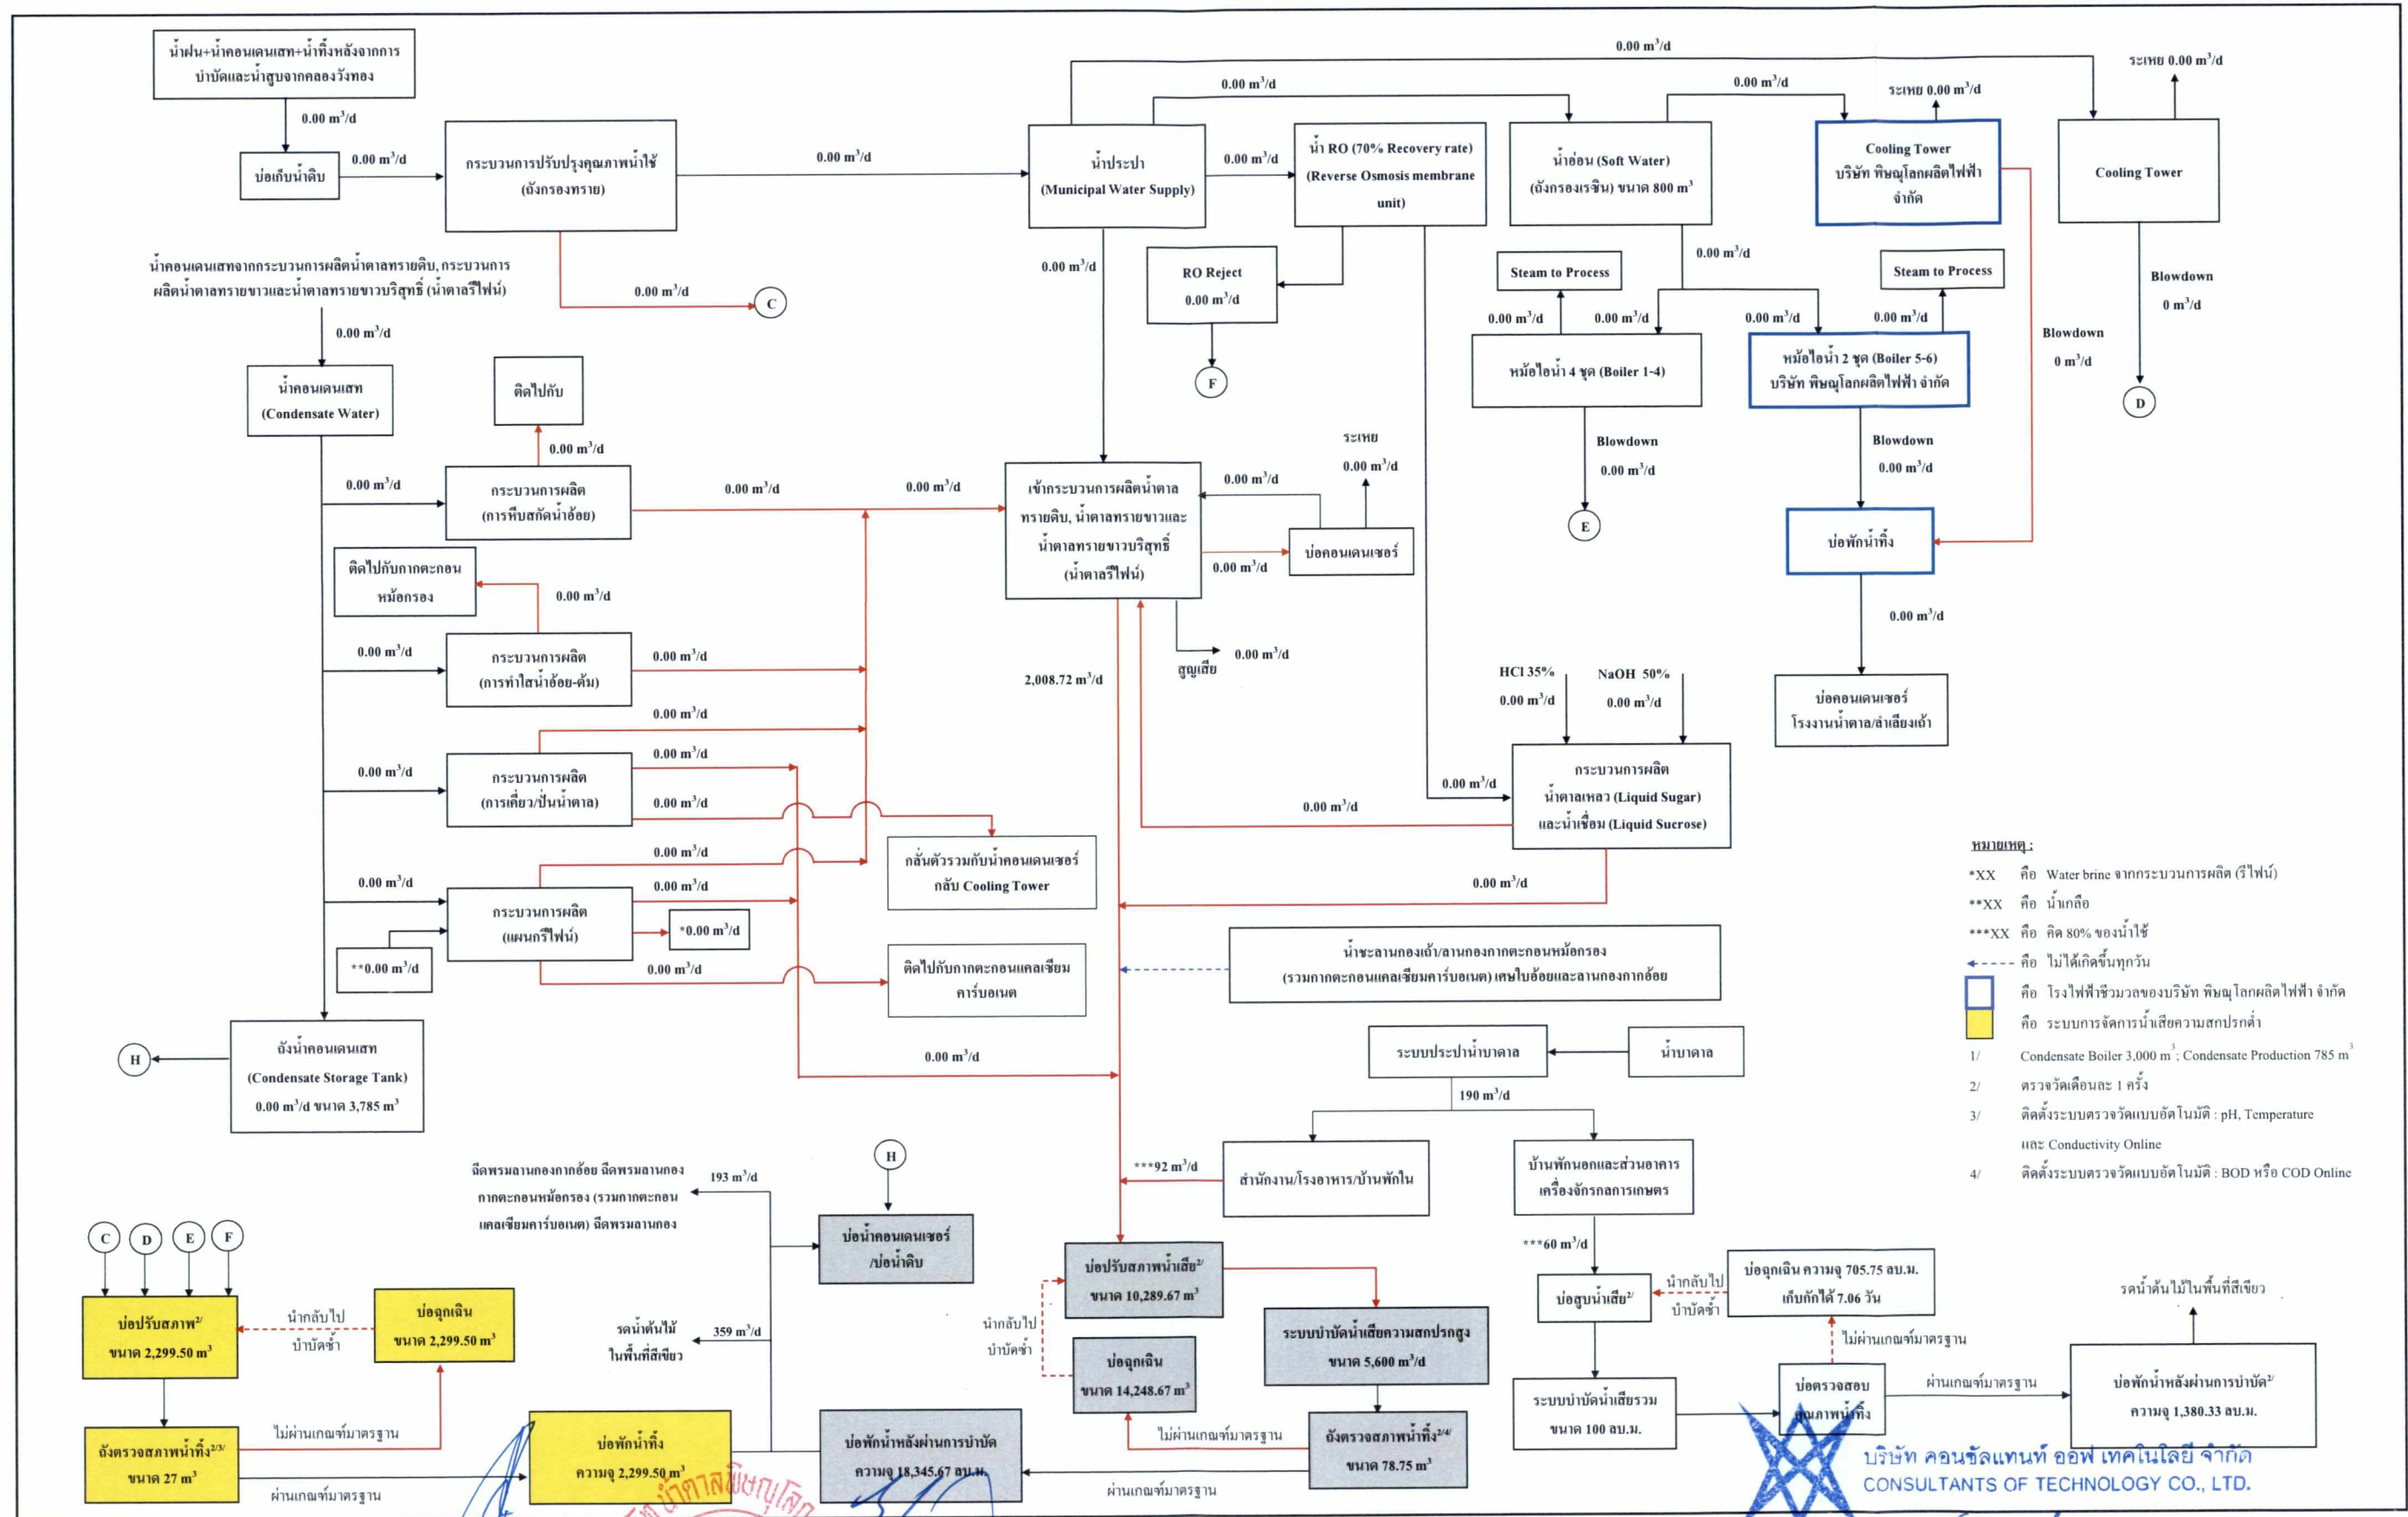 น้ำฝน+น้ำคอนเดนเสท+น้ำทิ้งหลังจากการ
บำบัดและน้ำสูบจากคลองวังทอง
0.00 m³/d
บ่อเก็บน้ำดิบ
0.00 m³/d
กระบวนการปรับปรุงคุณภาพน้ำใช้
(ถังกรองทราย)
0.00 m³/d
0.00 m³/d
C
น้ำประปา
(Municipal Water Supply)
0.00 m³/d
0.00 m³/d
0.00 m³/d
0.00 m³/d
น้ำ RO (70% Recovery rate)
(Reverse Osmosis membrane
unit)
RO Reject
0.00 m³/d
F
น้ำอ่อน (Soft Water)
(ถังกรองเรซิน) ขนาด 800 m³
0.00 m³/d
0.00 m³/d
ระเหย 0.00 m³/d
Cooling Tower
บริษัท พิษณุโลกผลิตไฟฟ้า
จำกัด
ระเหย 0.00 m³/d
Cooling Tower
Blowdown
0 m³/d
D
Blowdown
0 m³/d
Steam to Process
0.00 m³/d
0.00 m³/d
หม้อไอน้ำ 4 ชุด (Boiler 1-4)
Blowdown
0.00 m³/d
E
Steam to Process
0.00 m³/d
0.00 m³/d
หม้อไอน้ำ 2 ชุด (Boiler 5-6)
บริษัท พิษณุโลกผลิตไฟฟ้า จำกัด
Blowdown
0.00 m³/d
บ่อพักน้ำทิ้ง
0.00 m³/d
บ่อคอนเดนเซอร์
โรงงานน้ำตาล/ลำเลียงเถ้า
น้ำคอนเดนเสทจากกระบวนการผลิตน้ำตาลทรายดิบ, กระบวนการ
ผลิตน้ำตาลทรายขาวและน้ำตาลทรายขาวบริสุทธิ์ (น้ำตาลรีไฟน์)
0.00 m³/d
น้ำคอนเดนเสท
(Condensate Water)
ติดไปกับ
0.00 m³/d
0.00 m³/d
กระบวนการผลิต
(การหีบสกัดน้ำอ้อย)
0.00 m³/d
0.00 m³/d
เข้ากระบวนการผลิตน้ำตาล
ทรายดิบ, น้ำตาลทรายขาวและ
น้ำตาลทรายขาวบริสุทธิ์
(น้ำตาลรีไฟน์)
0.00 m³/d
0.00 m³/d
ระเหย
0.00 m³/d
บ่อคอนเดนเซอร์
0.00 m³/d
สูญเสีย
2,008.72 m³/d
ติดไปกับกากตะกอน
หม้อกรอง
0.00 m³/d
0.00 m³/d
กระบวนการผลิต
(การทำใสน้ำอ้อย-ต้ม)
0.00 m³/d
0.00 m³/d
0.00 m³/d
0.00 m³/d
กระบวนการผลิต
(การเคี่ยว/ปั่นน้ำตาล)
0.00 m³/d
กลั่นตัวรวมกับน้ำคอนเดนเซอร์
กลับ Cooling Tower
0.00 m³/d
0.00 m³/d
0.00 m³/d
กระบวนการผลิต
(แผนกรีไฟน์)
*0.00 m³/d
**0.00 m³/d
0.00 m³/d
ติดไปกับกากตะกอนแคลเซียม
คาร์บอเนต
0.00 m³/d
HCl 35%
0.00 m³/d
NaOH 50%
0.00 m³/d
0.00 m³/d
0.00 m³/d
กระบวนการผลิต
น้ำตาลเหลว (Liquid Sugar)
และน้ำเชื่อม (Liquid Sucrose)
0.00 m³/d
น้ำชะลานกองเถ้า/ลานกองกากตะกอนหม้อกรอง
(รวมกากตะกอนแคลเซียมคาร์บอเนต) เศษใบอ้อยและลานกองกากอ้อย
H
ถังน้ำคอนเดนเสท
(Condensate Storage Tank)
0.00 m³/d ขนาด 3,785 m³
ระบบประปาน้ำบาดาล
น้ำบาดาล
190 m³/d
***92 m³/d
สำนักงาน/โรงอาหาร/บ้านพักใน
บ้านพักนอกและส่วนอาคาร
เครื่องจักรกลการเกษตร
***60 m³/d
หมายเหตุ :
*XX คือ Water brine จากกระบวนการผลิต (รีไฟน์)
**XX คือ น้ำเกลือ
***XX คือ คิด 80% ของน้ำใช้
คือ ไม่ได้เกิดขึ้นทุกวัน
คือ โรงไฟฟ้าชีวมวลของบริษัท พิษณุโลกผลิตไฟฟ้า จำกัด
คือ ระบบการจัดการน้ำเสียความสกปรกต่ำ
1/ Condensate Boiler 3,000 m³; Condensate Production 785 m³
2/ ตรวจวัดเดือนละ 1 ครั้ง
3/ ติดตั้งระบบตรวจวัดแบบอัตโนมัติ : pH, Temperature
และ Conductivity Online
4/ ติดตั้งระบบตรวจวัดแบบอัตโนมัติ : BOD หรือ COD Online
ฉีดพรมลานกองกากอ้อย ฉีดพรมลานกอง
กากตะกอนหม้อกรอง (รวมกากตะกอน
แคลเซียมคาร์บอเนต) ฉีดพรมลานกอง
193 m³/d
H
บ่อน้ำคอนเดนเซอร์
/บ่อน้ำดิบ
รดน้ำต้นไม้
ในพื้นที่สีเขียว
359 m³/d
C
D
E
F
บ่อปรับสภาพ²/
ขนาด 2,299.50 m³
นำกลับไป
บำบัดซ้ำ
บ่อฉุกเฉิน
ขนาด 2,299.50 m³
ถังตรวจสภาพน้ำทิ้ง²/³/
ขนาด 27 m³
ไม่ผ่านเกณฑ์มาตรฐาน
ผ่านเกณฑ์มาตรฐาน
บ่อพักน้ำทิ้ง
ความจุ 2,299.50 m³
บ่อพักน้ำหลังผ่านการบำบัด
ความจุ 18,345.67 ลบ.ม.
บ่อปรับสภาพน้ำเสีย²/
ขนาด 10,289.67 m³
นำกลับไป
บำบัดซ้ำ
บ่อฉุกเฉิน
ขนาด 14,248.67 m³
ระบบบำบัดน้ำเสียความสกปรกสูง
ขนาด 5,600 m³/d
ไม่ผ่านเกณฑ์มาตรฐาน
ถังตรวจสภาพน้ำทิ้ง²/⁴/
ขนาด 78.75 m³
ผ่านเกณฑ์มาตรฐาน
บ่อสูบน้ำเสีย²/
นำกลับไป
บำบัดซ้ำ
บ่อฉุกเฉิน ความจุ 705.75 ลบ.ม.
เก็บกักได้ 7.06 วัน
ไม่ผ่านเกณฑ์มาตรฐาน
ระบบบำบัดน้ำเสียรวม
ขนาด 100 ลบ.ม.
บ่อตรวจสอบ
คุณภาพน้ำทิ้ง
ผ่านเกณฑ์มาตรฐาน
รดน้ำต้นไม้ในพื้นที่สีเขียว
บ่อพักน้ำหลังผ่านการบำบัด²/
ความจุ 1,380.33 ลบ.ม.
น้ำตาลพิษณุโลก
บริษัท คอนซัลแทนท์ ออฟ เทคโนโลยี จำกัด
CONSULTANTS OF TECHNOLOGY CO., LTD.